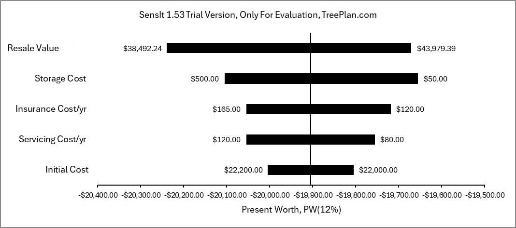 SensIt 1.53 Trial Version, Only For Evaluation, TreePlan.com
Resale Value $38,492.24 $43,979.39
Storage Cost $500.00 $50.00
Insurance Cost/yr $165.00 $120.00
Servicing Cost/yr $120.00 $80.00
Initial Cost $22,200.00 $22,000.00
-$20,400.00 -$20,300.00 -$20,200.00 -$20,100.00 -$20,000.00 -$19,900.00 -$19,800.00 -$19,700.00 -$19,600.00 -$19,500.00
Present Worth, PW(12%)